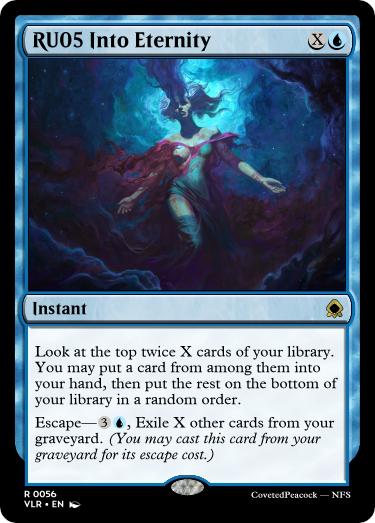 RU05 Into Eternity X
Instant
Look at the top twice X cards of your library.
You may put a card from among them into
your hand, then put the rest on the bottom of
your library in a random order.
Escape—3, Exile X other cards from your
graveyard. (You may cast this card from your
graveyard for its escape cost.)
R 0056
VLR • EN
CovetedPeacock — NFS